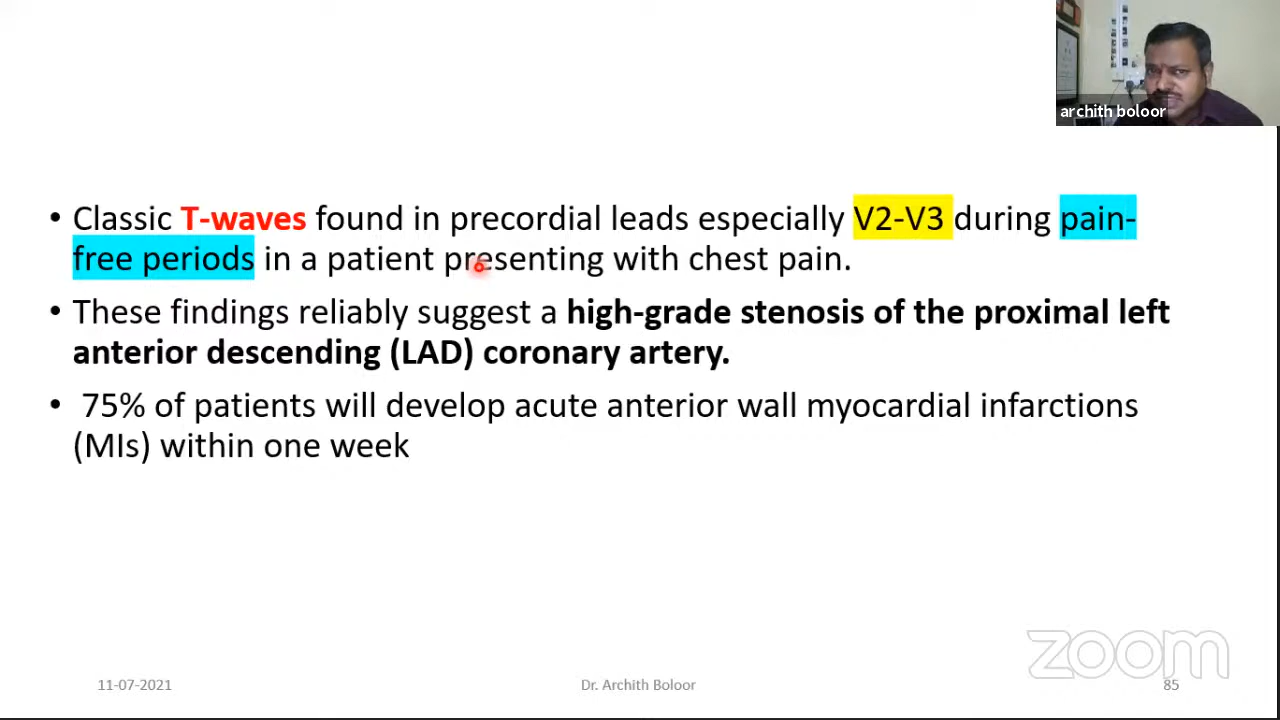 archith boloor
• Classic T-waves found in precordial leads especially V2-V3 during pain-
free periods in a patient presenting with chest pain.
• These findings reliably suggest a high-grade stenosis of the proximal left
anterior descending (LAD) coronary artery.
• 75% of patients will develop acute anterior wall myocardial infarctions
(MIs) within one week
zoom
11-07-2021
Dr. Archith Boloor
85